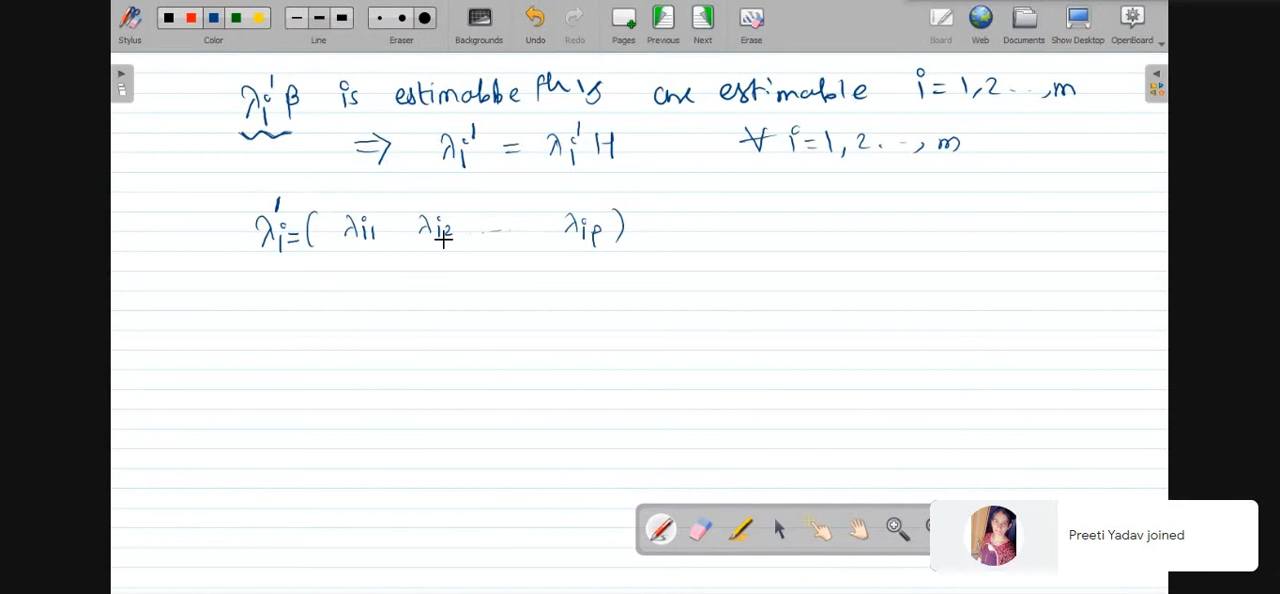 Stylus Color Line Eraser Backgrounds Undo Redo Pages Previous Next Erase Board Web Documents Show Desktop OpenBoard
λi'β is estimable fn's are estimable i=1,2...,m
⇒ λi' = λi'H ∀ i=1,2...,m
λi'=( λi1 λi2 ... λip )
Preeti Yadav joined